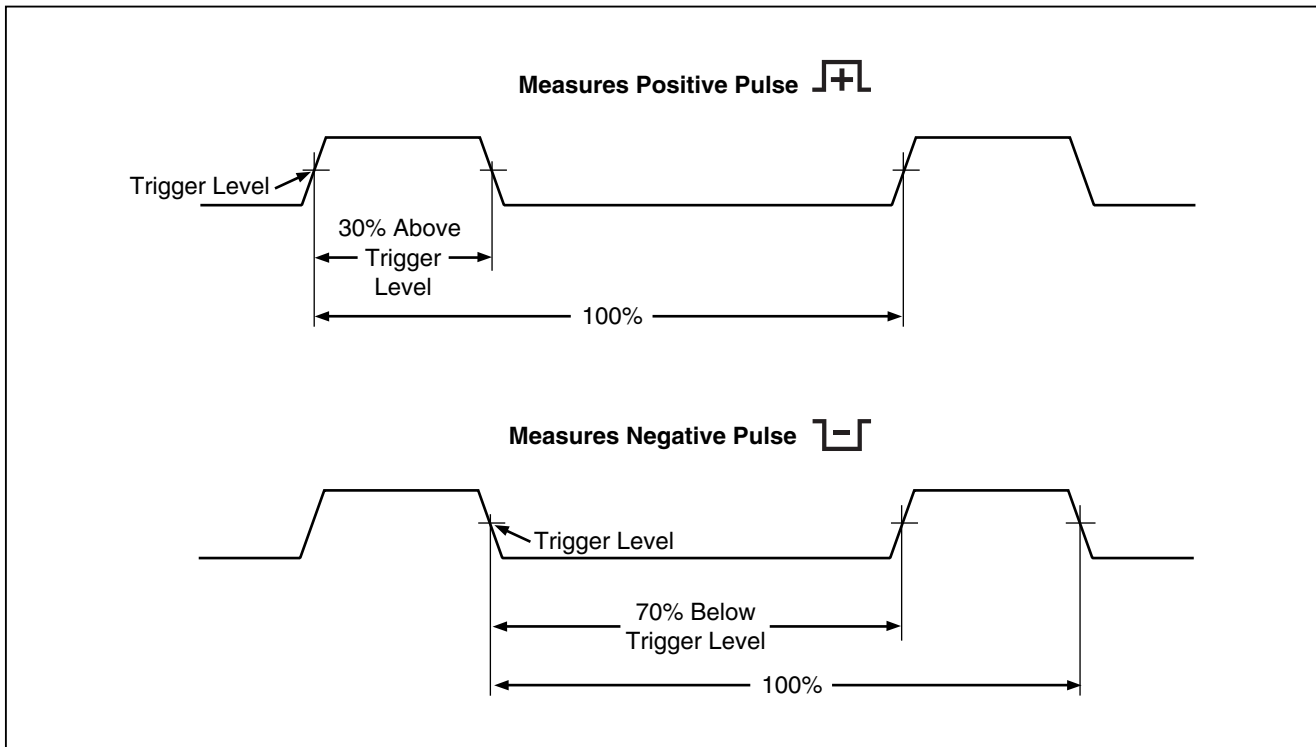 Measures Positive Pulse +
Trigger Level
30% Above
Trigger
Level
100%
Measures Negative Pulse -
Trigger Level
70% Below
Trigger Level
100%